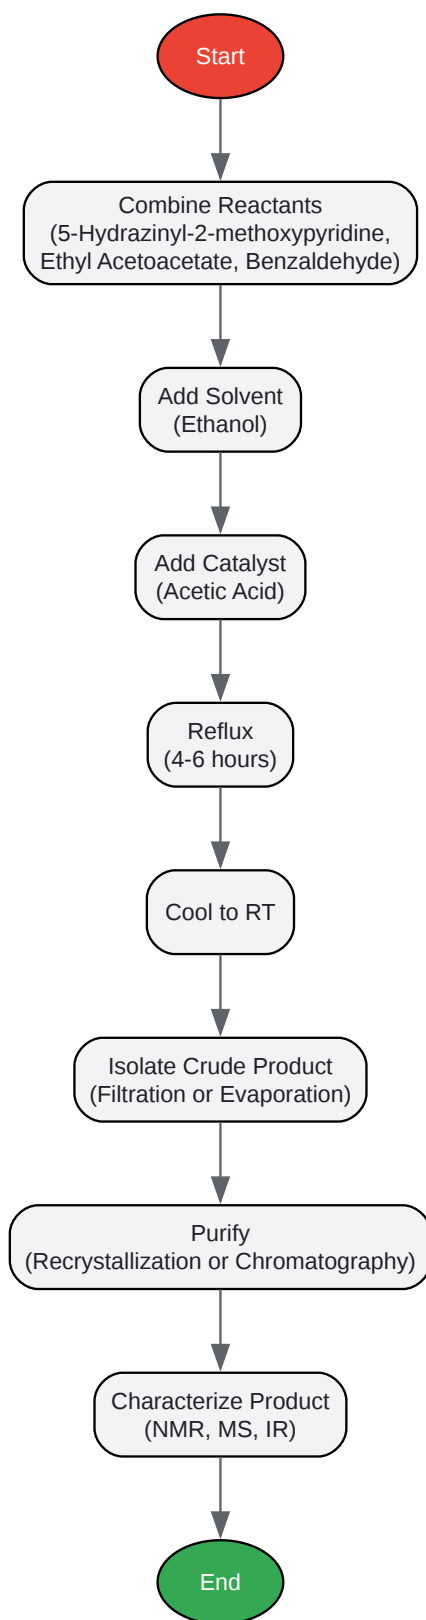 Start
Combine Reactants
(5-Hydrazinyl-2-methoxypyridine,
Ethyl Acetoacetate, Benzaldehyde)
Add Solvent
(Ethanol)
Add Catalyst
(Acetic Acid)
Reflux
(4-6 hours)
Cool to RT
Isolate Crude Product
(Filtration or Evaporation)
Purify
(Recrystallization or Chromatography)
Characterize Product
(NMR, MS, IR)
End